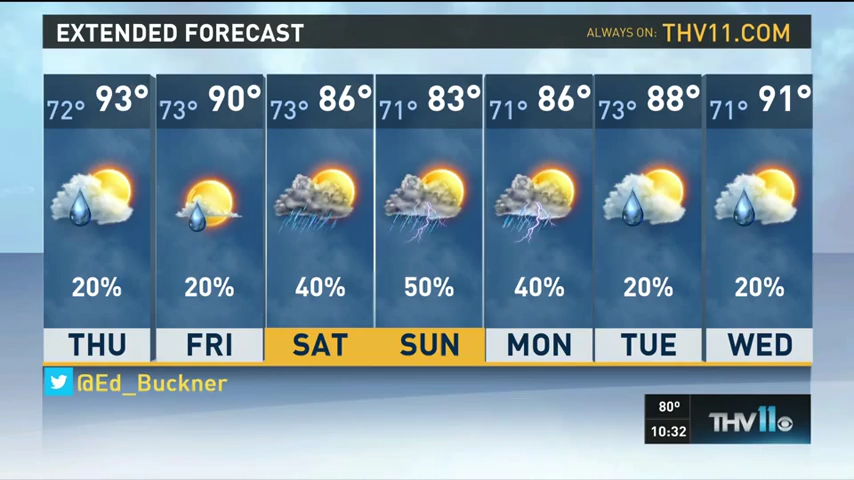 EXTENDED FORECAST
ALWAYS ON: THV11.COM
72° 93° 73° 90° 73° 86° 71° 83° 71° 86° 73° 88° 71° 91°
20% 20% 40% 50% 40% 20% 20%
THU FRI SAT SUN MON TUE WED
@Ed_Buckner
80°
10:32
THV11